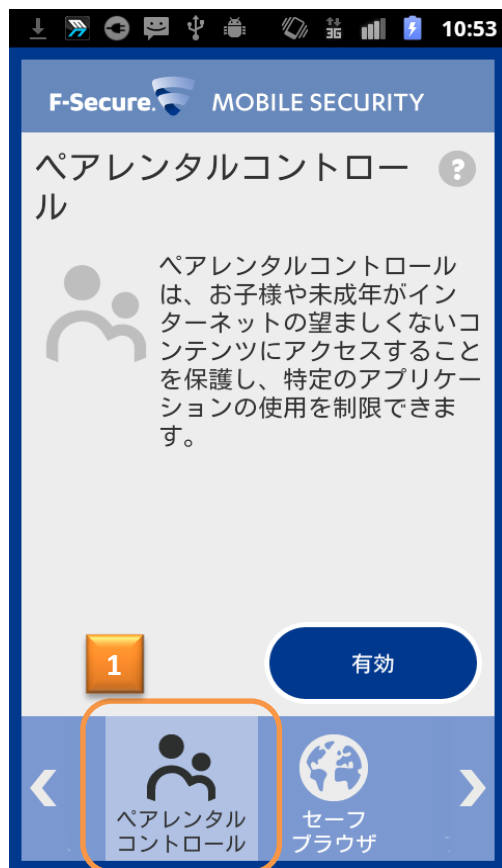 3G 10:53
F-Secure. MOBILE SECURITY
ペアレンタルコントロー
ル
?
ペアレンタルコントロール
は、お子様や未成年がイン
ターネットの望ましくないコ
ンテンツにアクセスすること
を保護し、特定のアプリケー
ションの使用を制限できま
す。
1
有効
ペアレンタル
コントロール
セーフ
ブラウザ